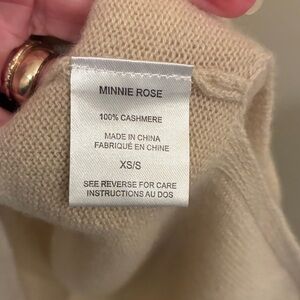 MINNIE ROSE
100% CASHMERE
MADE IN CHINA
FABRIQUÉ EN CHINE
XS/S
SEE REVERSE FOR CARE
INSTRUCTIONS AU DOS